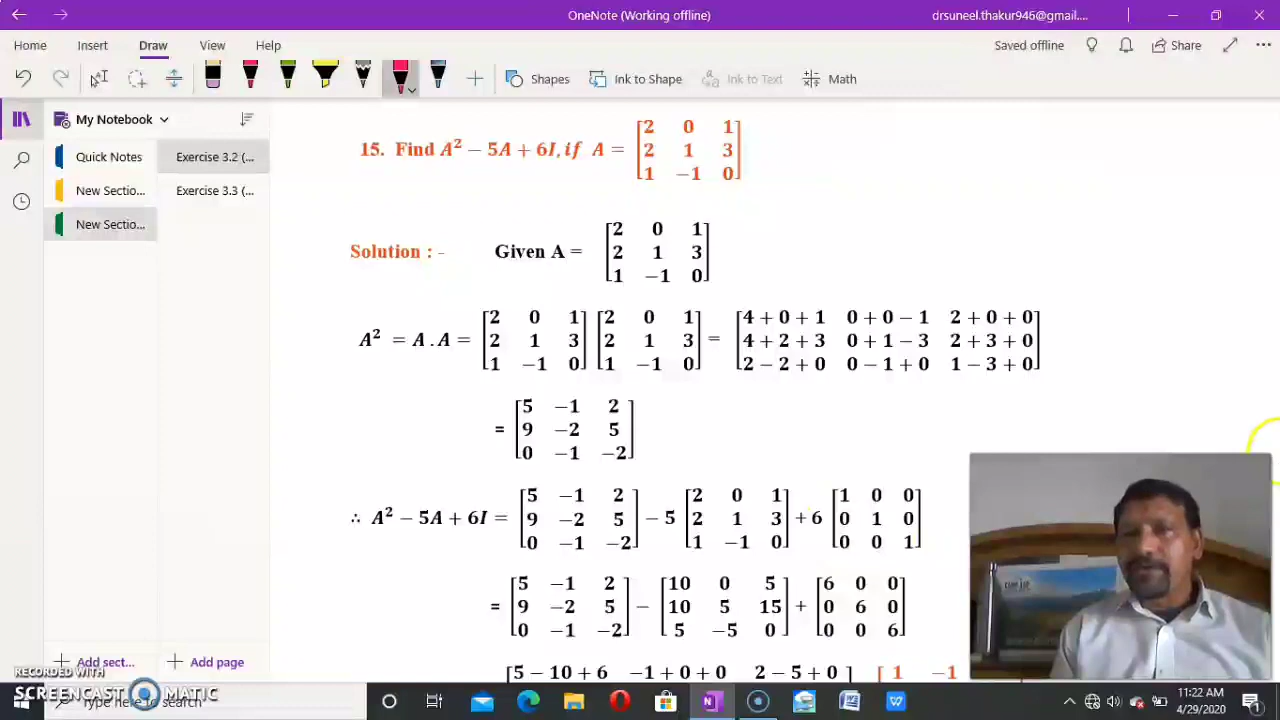 OneNote (Working offline)
drsuneel.thakur946@gmail....
Home Insert Draw View Help
Saved offline
Share
Shapes Ink to Shape Ink to Text Math
My Notebook
Quick Notes
New Sectio...
New Sectio...
Exercise 3.2 (...
Exercise 3.3 (...
15. Find A² − 5A + 6I, if A = [2 0 1
2 1 3
1 −1 0]
Solution : - Given A = [2 0 1
2 1 3
1 −1 0]
A² = A . A = [2 0 1 [2 0 1 = [4 + 0 + 1 0 + 0 − 1 2 + 0 + 0
2 1 3 2 1 3 4 + 2 + 3 0 + 1 − 3 2 + 3 + 0
1 −1 0] 1 −1 0] 2 − 2 + 0 0 − 1 + 0 1 − 3 + 0]
= [5 −1 2
9 −2 5
0 −1 −2]
∴ A² − 5A + 6I = [5 −1 2 − 5 [2 0 1 + 6 [1 0 0
9 −2 5 2 1 3 0 1 0
0 −1 −2] 1 −1 0] 0 0 1]
= [5 −1 2 − [10 0 5 + [6 0 0
9 −2 5 10 5 15 0 6 0
0 −1 −2] 5 −5 0] 0 0 6]
[5 − 10 + 6 −1 + 0 + 0 2 − 5 + 0] [1 −1
Add sect...
Add page
RECORDED WITH
SCREENCAST MATIC
Type here to search
11:22 AM
4/29/2020